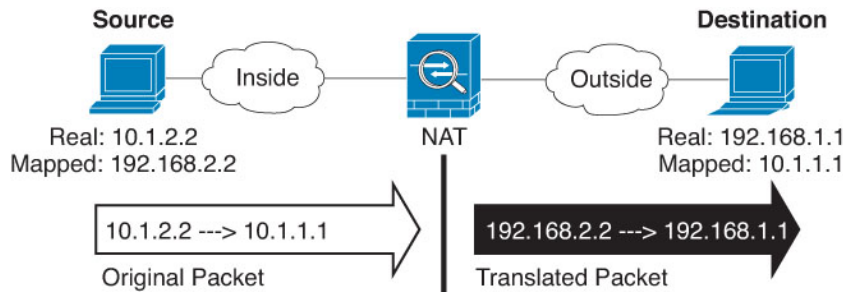 Source
Destination
Inside
Outside
Real: 10.1.2.2
Mapped: 192.168.2.2
NAT
Real: 192.168.1.1
Mapped: 10.1.1.1
10.1.2.2 ---> 10.1.1.1
192.168.2.2 ---> 192.168.1.1
Original Packet
Translated Packet